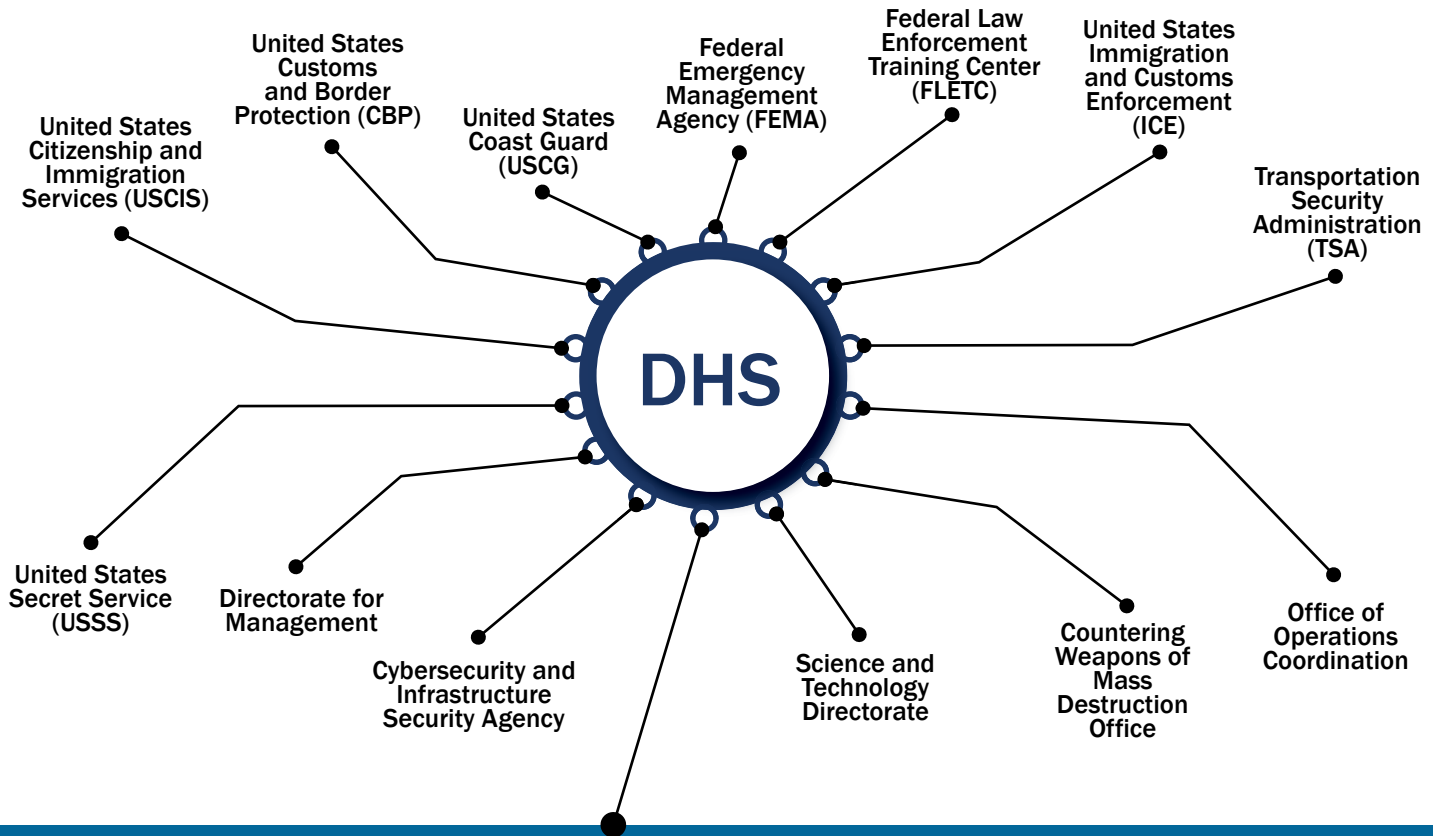 United States
Customs
and Border
Protection (CBP)
Federal
Emergency
Management
Agency (FEMA)
Federal Law
Enforcement
Training Center
(FLETC)
United States
Immigration
and Customs
Enforcement
(ICE)
United States
Citizenship and
Immigration
Services (USCIS)
United States
Coast Guard
(USCG)
Transportation
Security
Administration
(TSA)
DHS
United States
Secret Service
(USSS)
Directorate for
Management
Cybersecurity and
Infrastructure
Security Agency
Science and
Technology
Directorate
Countering
Weapons of
Mass
Destruction
Office
Office of
Operations
Coordination